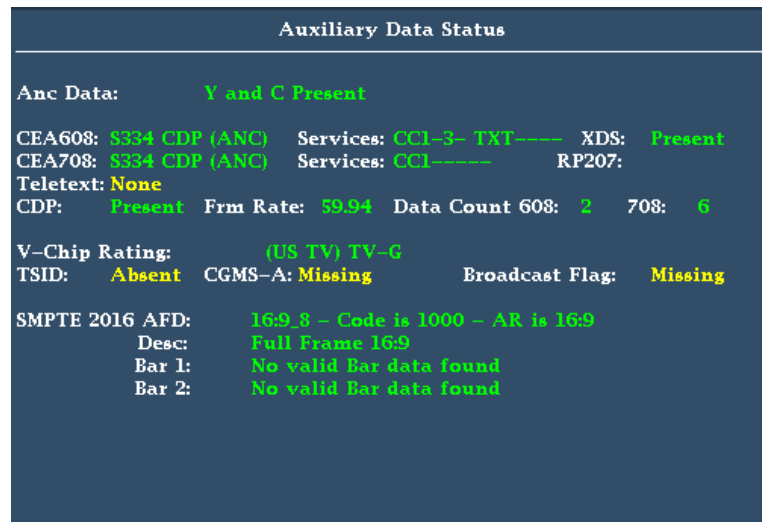 Auxiliary Data Status
Anc Data: Y and C Present
CEA608: S334 CDP (ANC) Services: CC1-3- TXT---- XDS: Present
CEA708: S334 CDP (ANC) Services: CC1----- RP207:
Teletext: None
CDP: Present Frm Rate: 59.94 Data Count 608: 2 708: 6
V-Chip Rating: (US TV) TV-G
TSID: Absent CGMS-A: Missing Broadcast Flag: Missing
SMPTE 2016 AFD: 16:9_8 - Code is 1000 - AR is 16:9
Desc: Full Frame 16:9
Bar 1: No valid Bar data found
Bar 2: No valid Bar data found